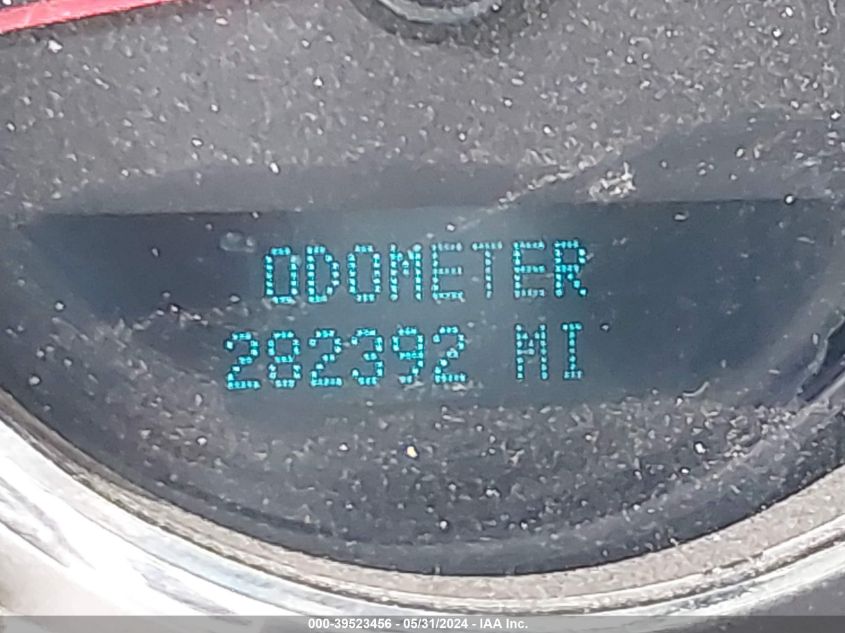 ODOMETER
282392 MI
000-39523456 - 05/31/2024 - IAA Inc.